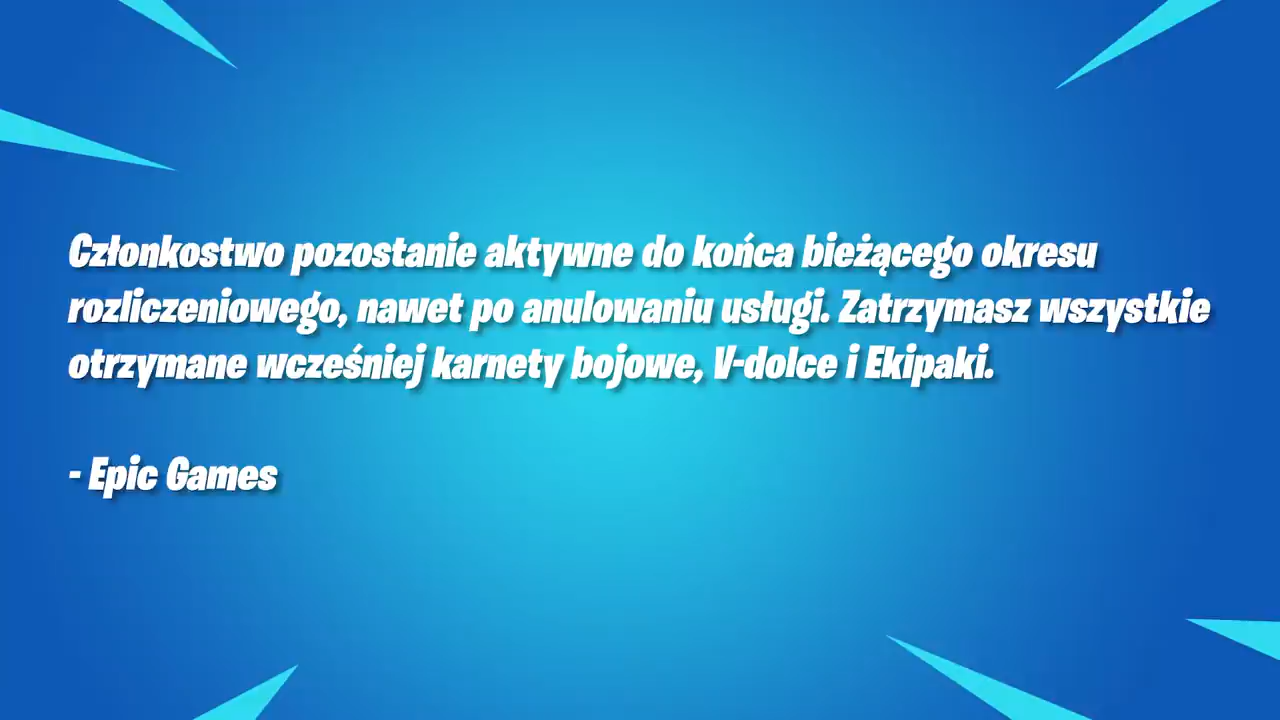 Członkostwo pozostanie aktywne do końca bieżącego okresu
rozliczeniowego, nawet po anulowaniu usługi. Zatrzymasz wszystkie
otrzymane wcześniej karnety bojowe, V-dolce i Ekipaki.
- Epic Games